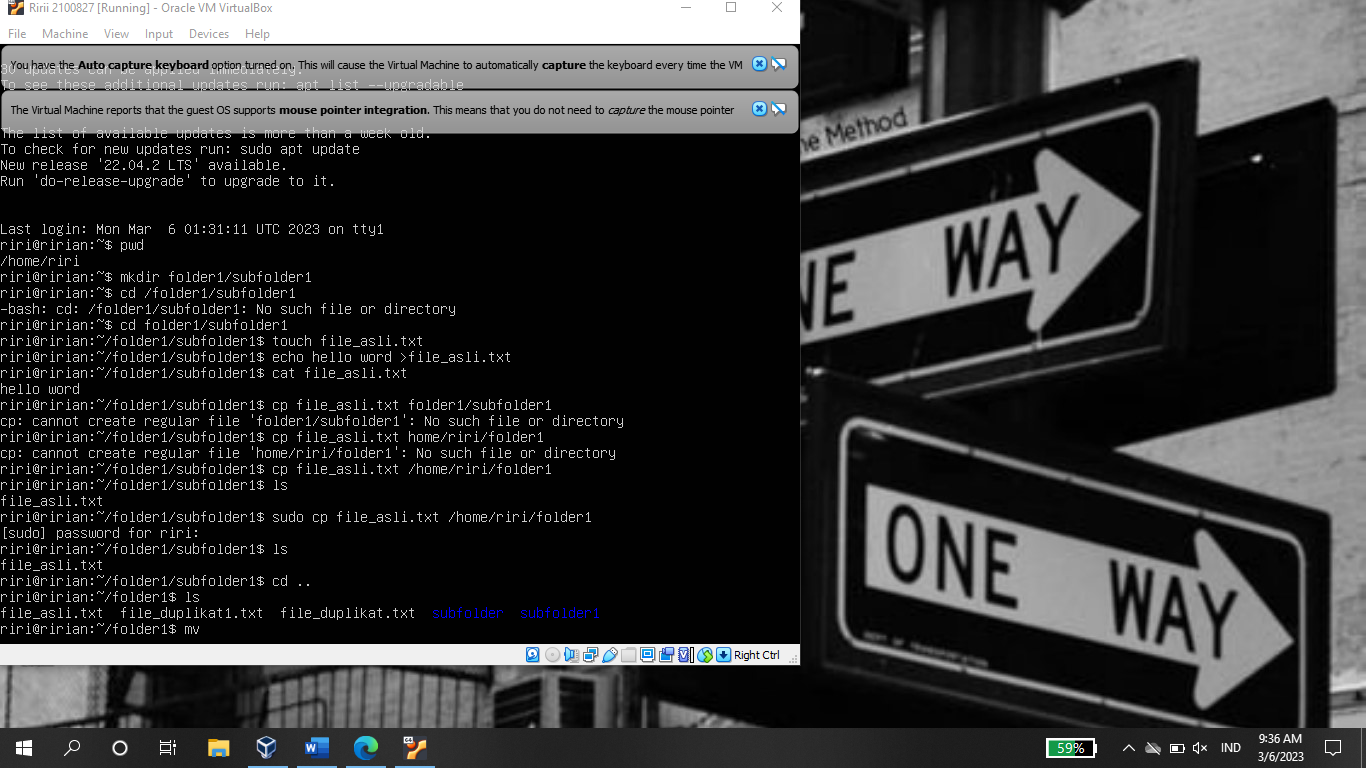 Ririi 2100827 [Running] - Oracle VM VirtualBox
File Machine View Input Devices Help
You have the Auto capture keyboard option turned on. This will cause the Virtual Machine to automatically capture the keyboard every time the VM
30 updates can be applied immediately.
To see these additional updates run: apt list --upgradable
The Virtual Machine reports that the guest OS supports mouse pointer integration. This means that you do not need to capture the mouse pointer
The list of available updates is more than a week old.
To check for new updates run: sudo apt update
New release '22.04.2 LTS' available.
Run 'do-release-upgrade' to upgrade to it.
Last login: Mon Mar  6 01:31:11 UTC 2023 on tty1
riri@ririan:~$ pwd
/home/riri
riri@ririan:~$ mkdir folder1/subfolder1
riri@ririan:~$ cd /folder1/subfolder1
-bash: cd: /folder1/subfolder1: No such file or directory
riri@ririan:~$ cd folder1/subfolder1
riri@ririan:~/folder1/subfolder1$ touch file_asli.txt
riri@ririan:~/folder1/subfolder1$ echo hello word >file_asli.txt
riri@ririan:~/folder1/subfolder1$ cat file_asli.txt
hello word
riri@ririan:~/folder1/subfolder1$ cp file_asli.txt folder1/subfolder1
cp: cannot create regular file 'folder1/subfolder1': No such file or directory
riri@ririan:~/folder1/subfolder1$ cp file_asli.txt home/riri/folder1
cp: cannot create regular file 'home/riri/folder1': No such file or directory
riri@ririan:~/folder1/subfolder1$ cp file_asli.txt /home/riri/folder1
riri@ririan:~/folder1/subfolder1$ ls
file_asli.txt
riri@ririan:~/folder1/subfolder1$ sudo cp file_asli.txt /home/riri/folder1
[sudo] password for riri:
riri@ririan:~/folder1/subfolder1$ ls
file_asli.txt
riri@ririan:~/folder1/subfolder1$ cd ..
riri@ririan:~/folder1$ ls
file_asli.txt  file_duplikat1.txt  file_duplikat.txt  subfolder  subfolder1
riri@ririan:~/folder1$ mv
Right Ctrl
Method
NE WAY
ONE WAY
DEPT OF TRANSPORTATION
59%
IND
9:36 AM
3/6/2023